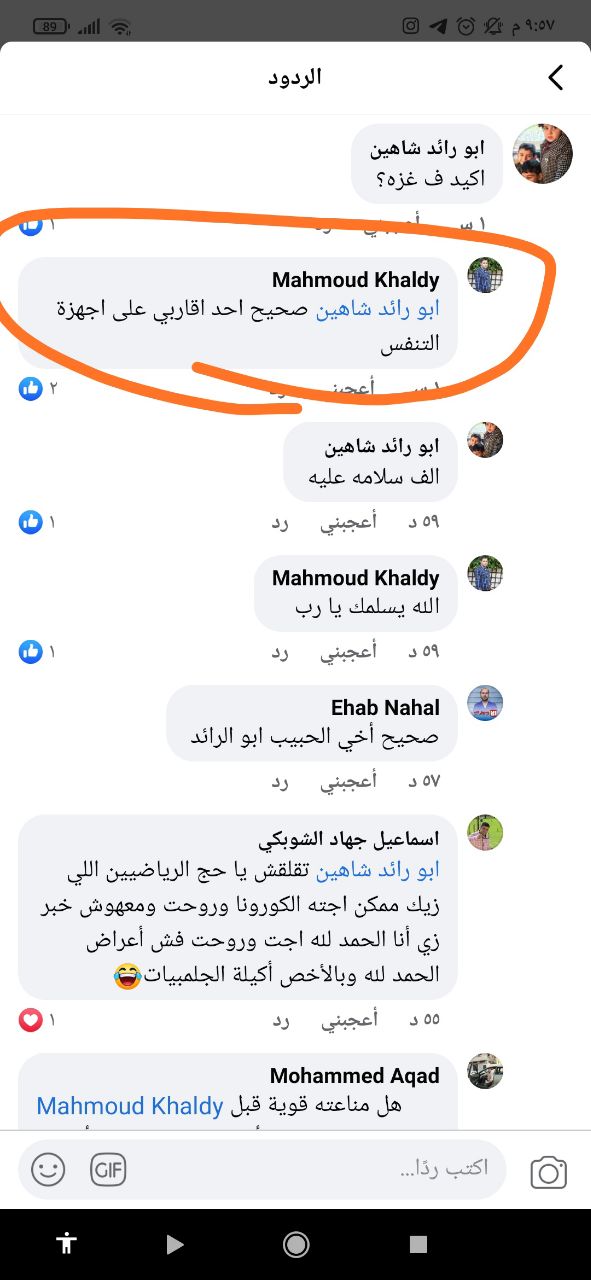 89
٩:٥٧ م
الردود
ابو رائد شاهين
اكيد ف غزه؟
١ س أعجبني رد
١
Mahmoud Khaldy
ابو رائد شاهين صحيح احد اقاربي على اجهزة
التنفس
١ س أعجبني رد
٢
ابو رائد شاهين
الف سلامه عليه
٥٩ د أعجبني رد
١
Mahmoud Khaldy
الله يسلمك يا رب
٥٩ د أعجبني رد
١
Ehab Nahal
صحيح أخي الحبيب ابو الرائد
٥٧ د أعجبني رد
اسماعيل جهاد الشوبكي
ابو رائد شاهين تقلقش يا حج الرياضيين اللي
زيك ممكن اجته الكورونا وروحت ومعهوش خبر
زي أنا الحمد لله اجت وروحت فش أعراض
الحمد لله وبالأخص أكيلة الجلمبيات😂
٥٥ د أعجبني رد
١
Mohammed Aqad
هل مناعته قوية قبل Mahmoud Khaldy
اكتب ردًا...
GIF